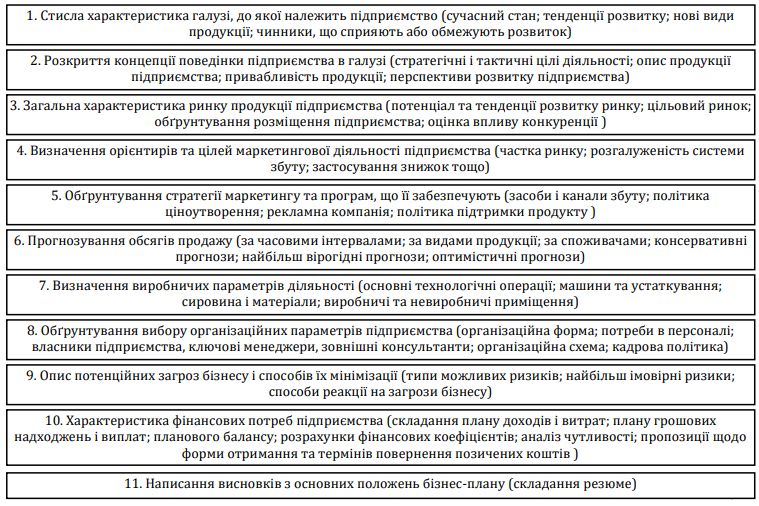 1. Стисла характеристика галузі, до якої належить підприємство (сучасний стан; тенденції розвитку; нові види
продукції; чинники, що сприяють або обмежують розвиток)
2. Розкриття концепції поведінки підприємства в галузі (стратегічні і тактичні цілі діяльності; опис продукції
підприємства; привабливість продукції; перспективи розвитку підприємства)
3. Загальна характеристика ринку продукції підприємства (потенціал та тенденції розвитку ринку; цільовий ринок;
обґрунтування розміщення підприємства; оцінка впливу конкуренції )
4. Визначення орієнтирів та цілей маркетингової діяльності підприємства (частка ринку; розгалуженість системи
збуту; застосування знижок тощо)
5. Обґрунтування стратегії маркетингу та програм, що її забезпечують (засоби і канали збуту; політика
ціноутворення; рекламна компанія; політика підтримки продукту )
6. Прогнозування обсягів продажу (за часовими інтервалами; за видами продукції; за споживачами; консервативні
прогнози; найбільш вірогідні прогнози; оптимістичні прогнози)
7. Визначення виробничих параметрів діляьності (основні технологічні операції; машини та устаткування;
сировина і матеріали; виробничі та невиробничі приміщення)
8. Обґрунтування вибору організаційних параметрів підприємства (організаційна форма; потреби в персоналі;
власники підприємства, ключові менеджери, зовнішні консультанти; організаційна схема; кадрова політика)
9. Опис потенційних загроз бізнесу і способів їх мінімізації (типи можливих ризиків; найбільш імовірні ризики;
способи реакції на загрози бізнесу)
10. Характеристика фінансових потреб підприємства (складання плану доходів і витрат; плану грошових
надходжень і виплат; планового балансу; розрахунки фінансових коефіцієнтів; аналіз чутливості; пропозиції щодо
форми отримання та термінів повернення позичених коштів )
11. Написання висновків з основних положень бізнес-плану (складання резюме)